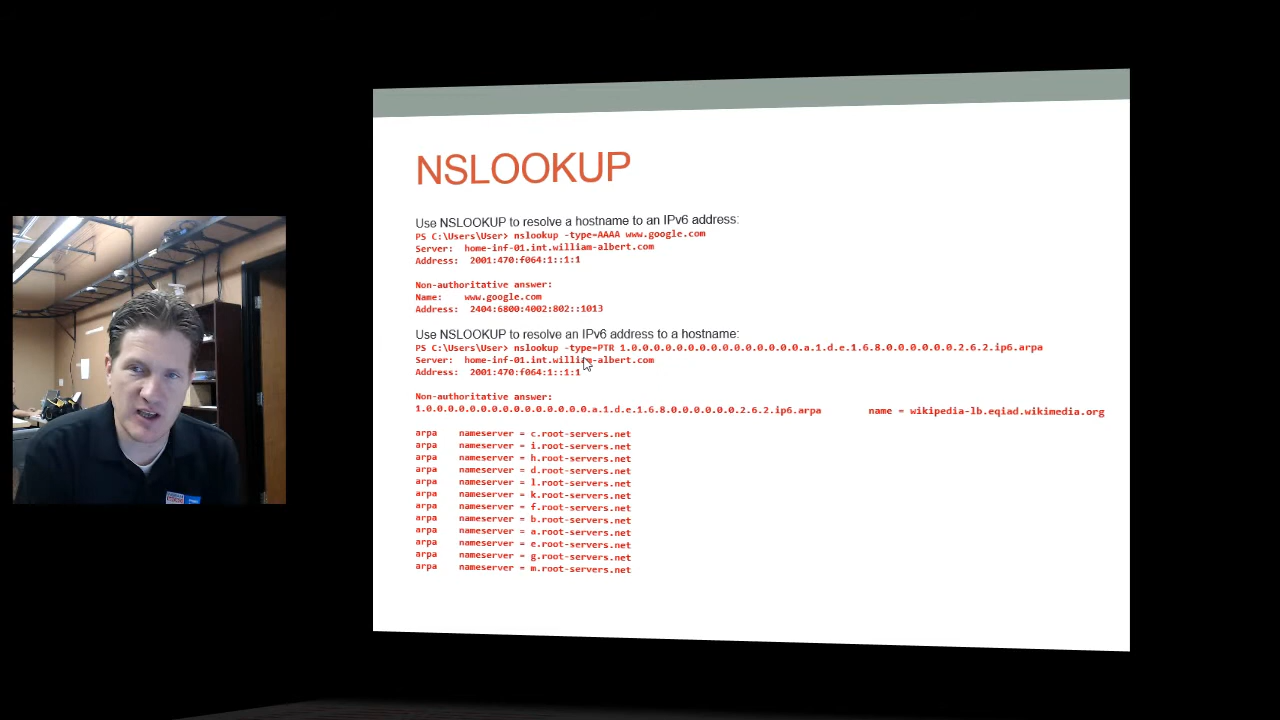 NSLOOKUP
Use NSLOOKUP to resolve a hostname to an IPv6 address:
PS C:\Users\User> nslookup -type=AAAA www.google.com
Server: home-inf-01.int.william-albert.com
Address: 2001:470:f064:1::1:1
Non-authoritative answer:
Name: www.google.com
Address: 2404:6800:4002:802::1013
Use NSLOOKUP to resolve an IPv6 address to a hostname:
PS C:\Users\User> nslookup -type=PTR 1.0.0.0.0.0.0.0.0.0.0.0.0.0.0.0.a.1.d.e.1.6.8.0.0.0.0.0.0.2.6.2.ip6.arpa
Server: home-inf-01.int.william-albert.com
Address: 2001:470:f064:1::1:1
Non-authoritative answer:
1.0.0.0.0.0.0.0.0.0.0.0.0.0.0.0.a.1.d.e.1.6.8.0.0.0.0.0.0.2.6.2.ip6.arpa name = wikipedia-lb.eqiad.wikimedia.org
arpa nameserver = c.root-servers.net
arpa nameserver = i.root-servers.net
arpa nameserver = h.root-servers.net
arpa nameserver = d.root-servers.net
arpa nameserver = l.root-servers.net
arpa nameserver = k.root-servers.net
arpa nameserver = f.root-servers.net
arpa nameserver = b.root-servers.net
arpa nameserver = a.root-servers.net
arpa nameserver = e.root-servers.net
arpa nameserver = g.root-servers.net
arpa nameserver = m.root-servers.net